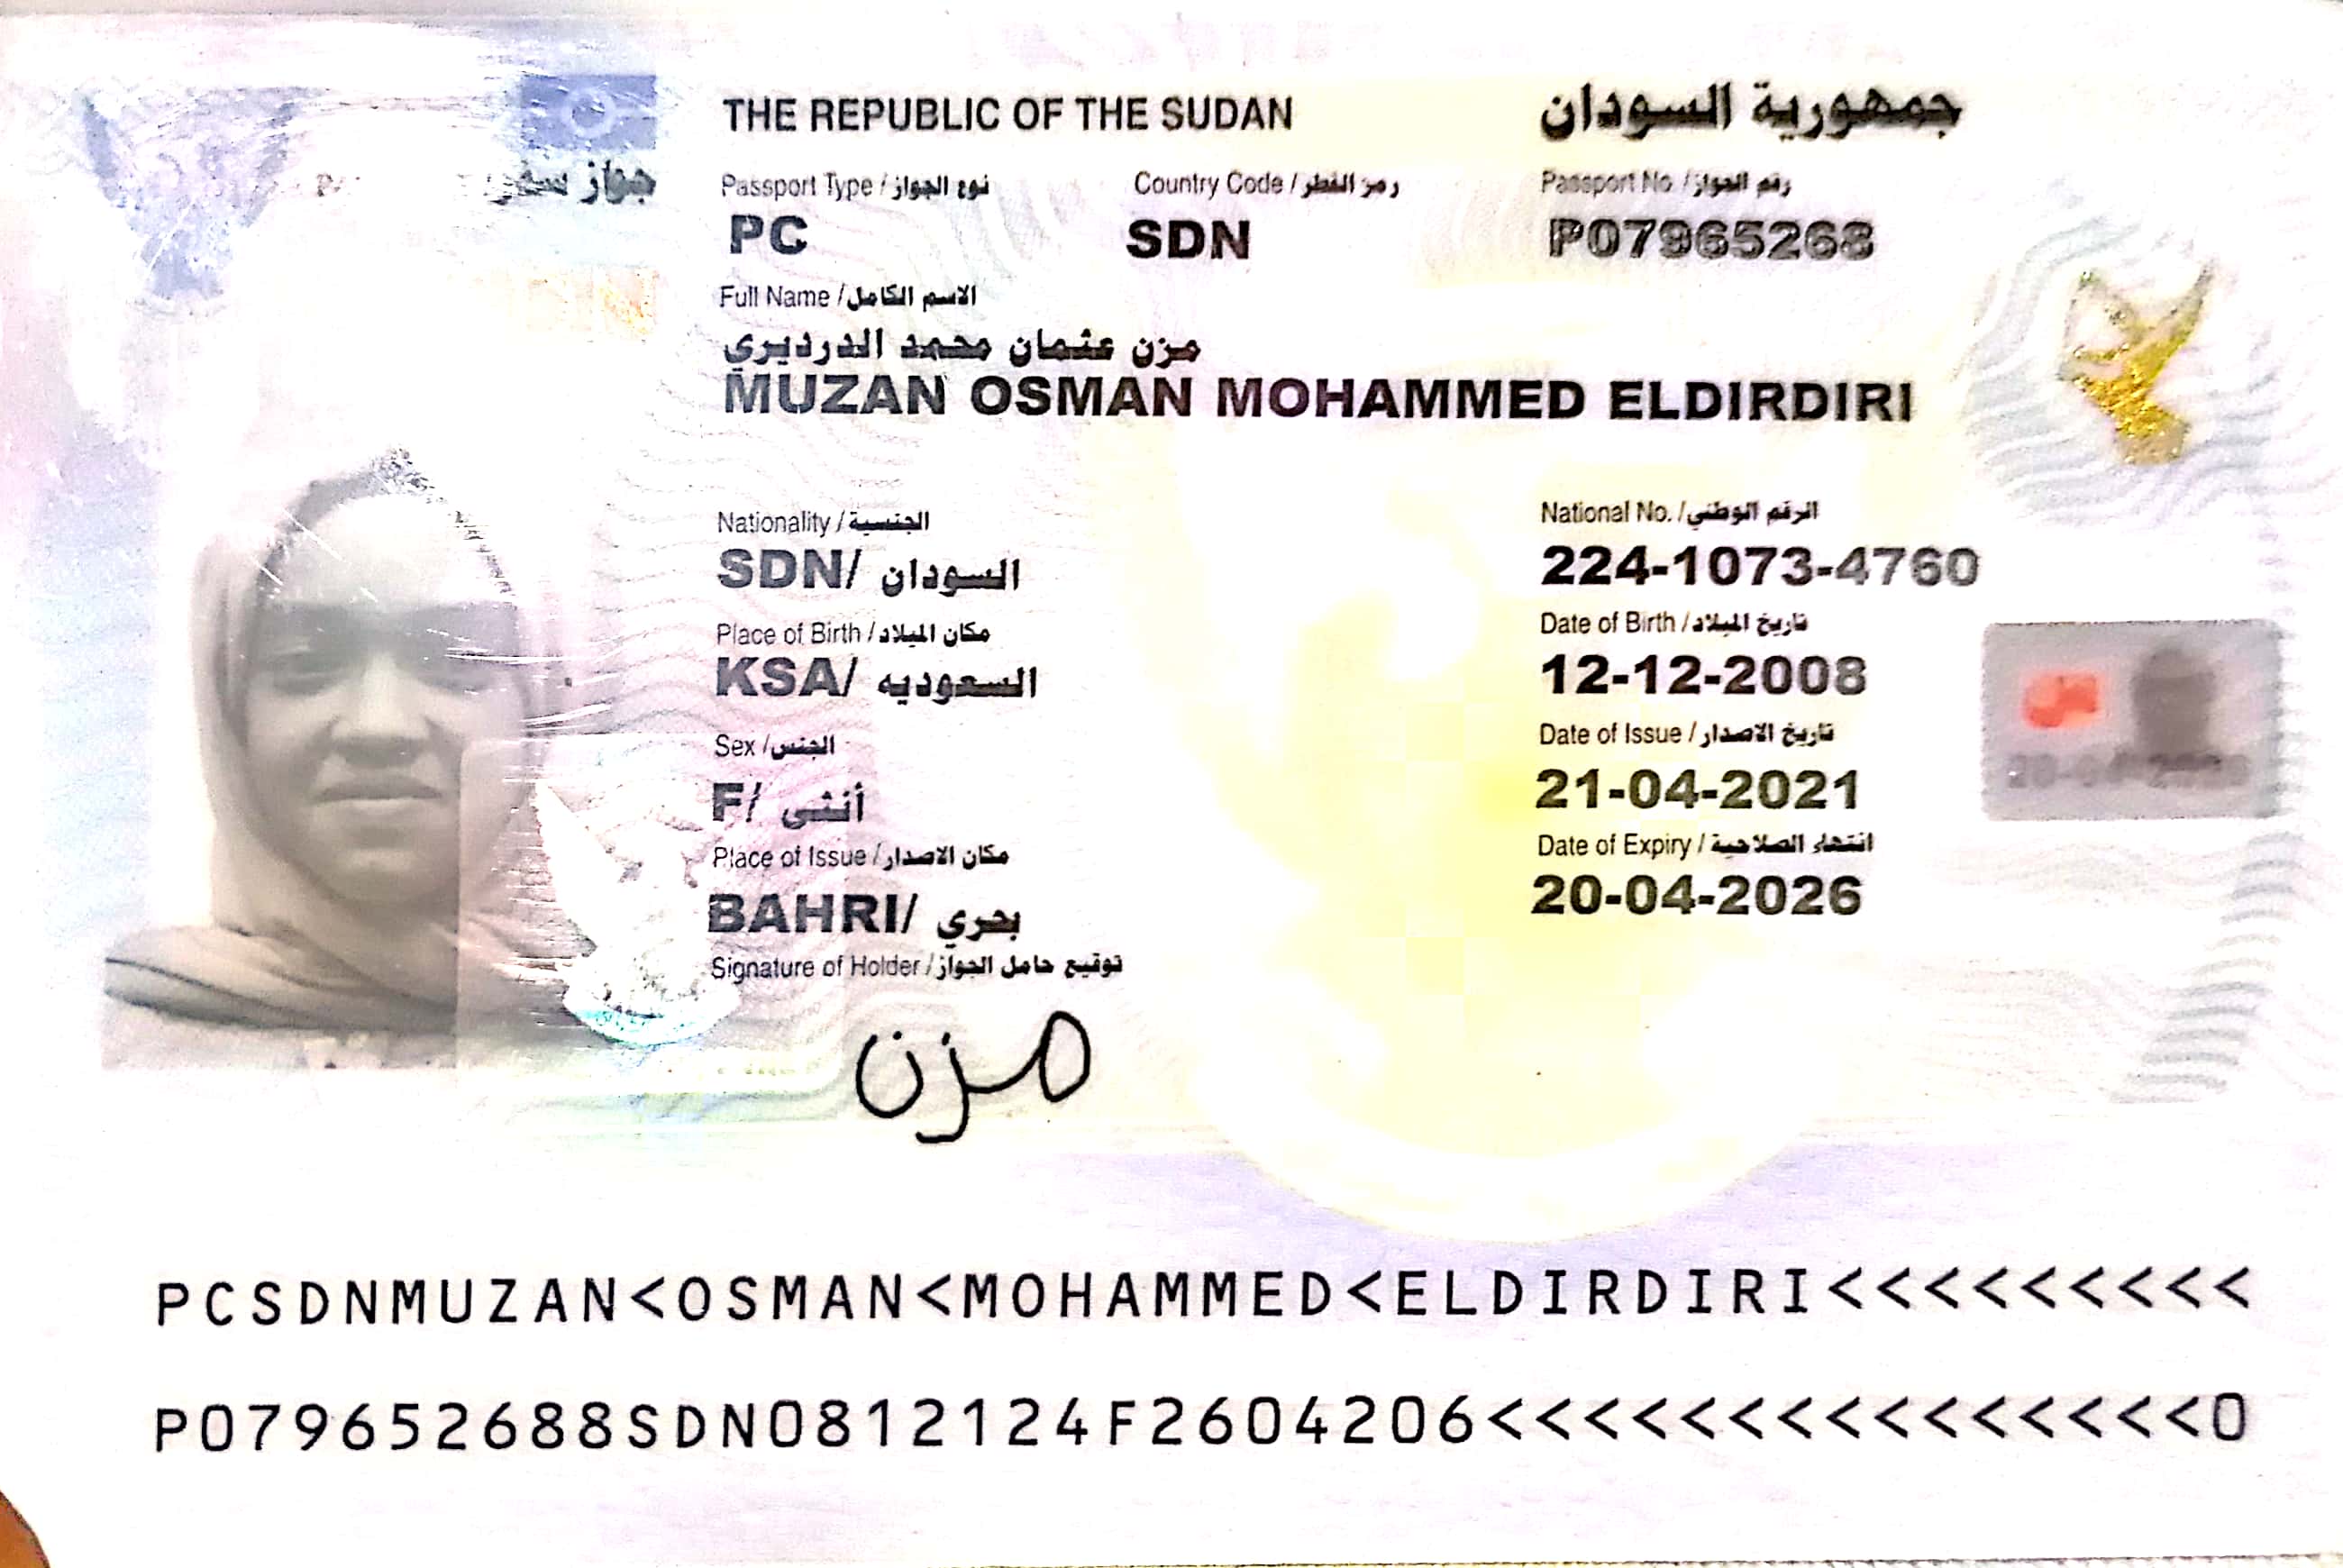 THE REPUBLIC OF THE SUDAN
جمهورية السودان
جواز سفر
Passport Type / نوع الجواز
PC
Country Code / رمز القطر
SDN
Passport No. / رقم الجواز
P07965268
Full Name / الاسم الكامل
مزن عثمان محمد الدرديري
MUZAN OSMAN MOHAMMED ELDIRDIRI
Nationality / الجنسية
SDN/ السودان
National No. / الرقم الوطني
224-1073-4760
Place of Birth / مكان الميلاد
KSA/ السعوديه
Date of Birth / تاريخ الميلاد
12-12-2008
Sex / الجنس
F/ أنثى
Date of Issue / تاريخ الاصدار
21-04-2021
Place of Issue / مكان الاصدار
BAHRI/ بحري
Date of Expiry / انتهاء الصلاحية
20-04-2026
Signature of Holder / توقيع حامل الجواز
مزن
PCSDNMUZAN<OSMAN<MOHAMMED<ELDIRDIRI<<<<<<<<<
P079652688SDN0812124F2604206<<<<<<<<<<<<<<<0